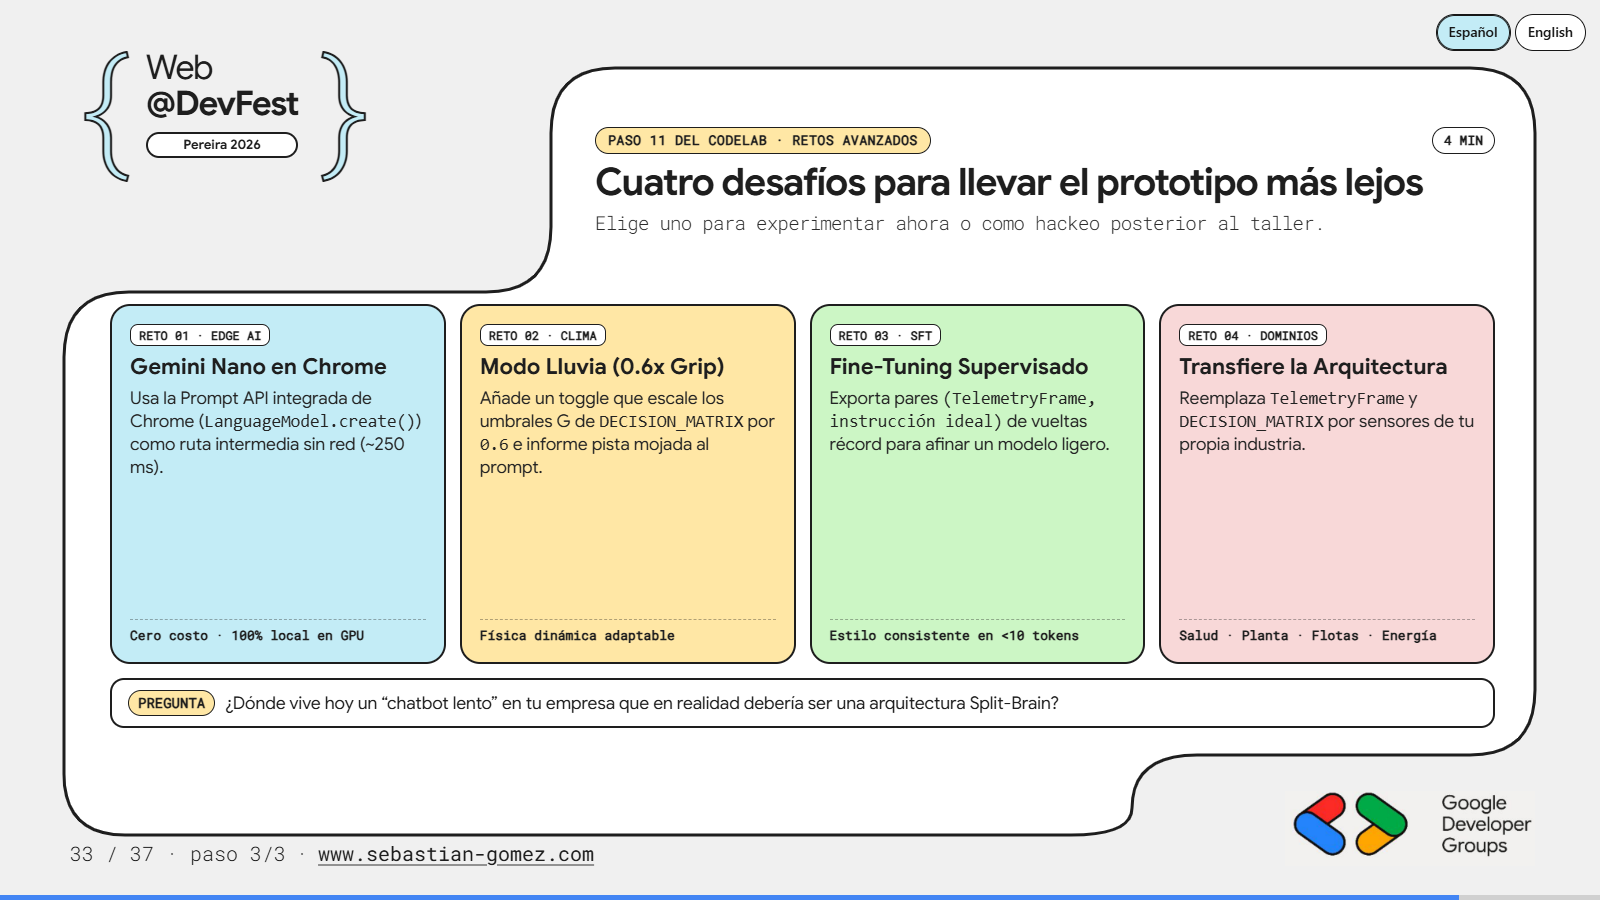 Español
English
Web
@DevFest
Pereira 2026
PASO 11 DEL CODELAB · RETOS AVANZADOS
4 MIN
Cuatro desafíos para llevar el prototipo más lejos
Elige uno para experimentar ahora o como hackeo posterior al taller.
RETO 01 · EDGE AI
Gemini Nano en Chrome
Usa la Prompt API integrada de
Chrome (LanguageModel.create())
como ruta intermedia sin red (~250
ms).
Cero costo · 100% local en GPU
RETO 02 · CLIMA
Modo Lluvia (0.6x Grip)
Añade un toggle que escale los
umbrales G de DECISION_MATRIX por
0.6 e informe pista mojada al
prompt.
Física dinámica adaptable
RETO 03 · SFT
Fine-Tuning Supervisado
Exporta pares (TelemetryFrame,
instrucción ideal) de vueltas
récord para afinar un modelo ligero.
Estilo consistente en <10 tokens
RETO 04 · DOMINIOS
Transfiere la Arquitectura
Reemplaza TelemetryFrame y
DECISION_MATRIX por sensores de tu
propia industria.
Salud · Planta · Flotas · Energía
PREGUNTA ¿Dónde vive hoy un “chatbot lento” en tu empresa que en realidad debería ser una arquitectura Split-Brain?
33 / 37 · paso 3/3 · www.sebastian-gomez.com
Google
Developer
Groups